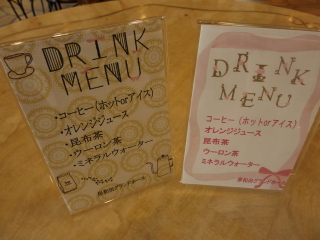 DRINK
MENU
・コーヒー(ホットorアイス)
・オレンジジュース
・昆布茶
・ウーロン茶
・ミネラルウォーター
DRINK
MENU
コーヒー(ホットorアイス)
オレンジジュース
昆布茶
ウーロン茶
ミネラルウォーター